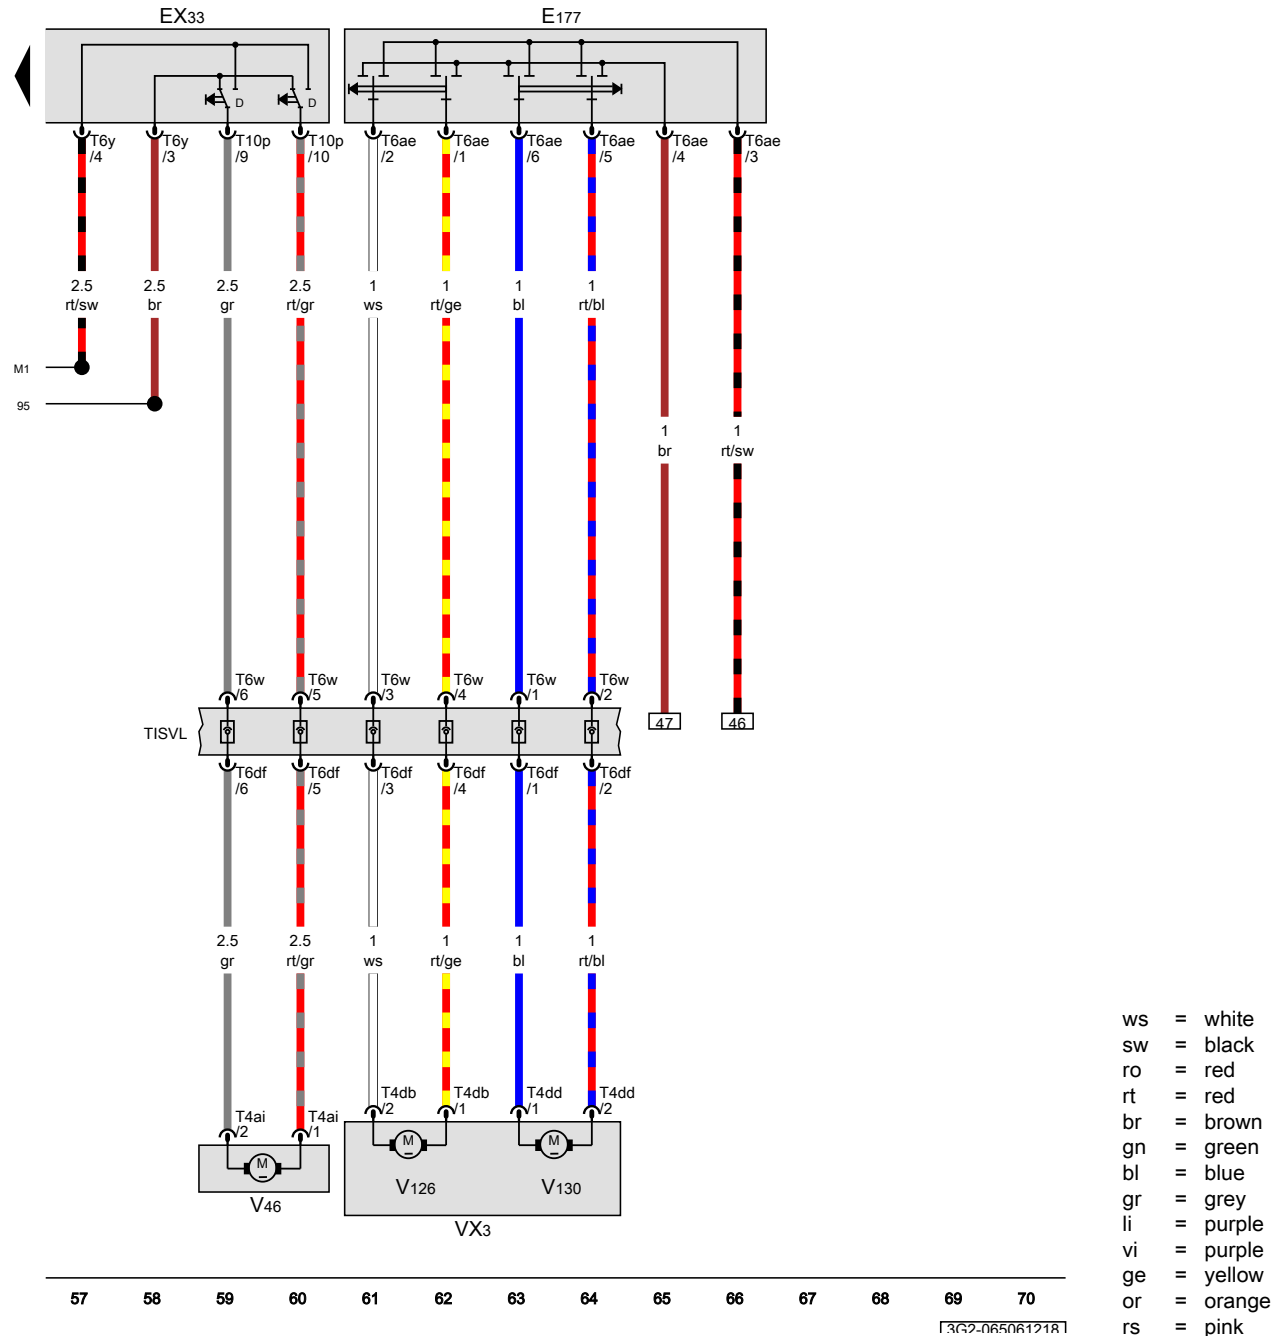 EX33 E177
D D
T6y T6y T10p T10p T6ae T6ae T6ae T6ae T6ae T6ae
/4 /3 /9 /10 /2 /1 /6 /5 /4 /3
2.5 2.5 2.5 2.5 1 1 1 1
rt/sw br gr rt/gr ws rt/ge bl rt/bl
M1
95
1 1
br rt/sw
T6w T6w T6w T6w T6w T6w
/6 /5 /3 /4 /1 /2
47 46
TISVL
T6df T6df T6df T6df T6df T6df
/6 /5 /3 /4 /1 /2
2.5 2.5 1 1 1 1
gr rt/gr ws rt/ge bl rt/bl
T4db T4db T4dd T4dd
/2 /1 /1 /2
T4ai T4ai
/2 /1
M M M
V126 V130
V46
VX3
57 58 59 60 61 62 63 64 65 66 67 68 69 70
3G2-065061218
ws = white
sw = black
ro = red
rt = red
br = brown
gn = green
bl = blue
gr = grey
li = purple
vi = purple
ge = yellow
or = orange
rs = pink